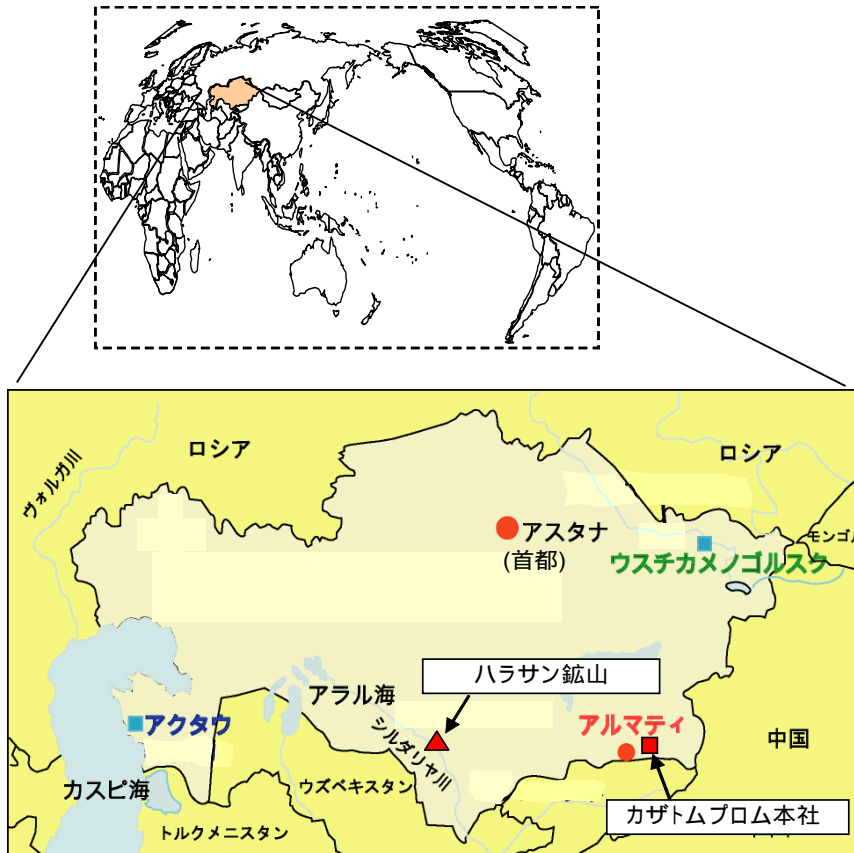 ロシア
ロシア
ヴォルガ川
アスタナ
(首都)
モンゴル
ウスチカメノゴルスク
ハラサン鉱山
アラル海
アクタウ
シルダリヤ川
アルマティ
中国
カスピ海
ウズベキスタン
カザトムプロム本社
トルクメニスタン